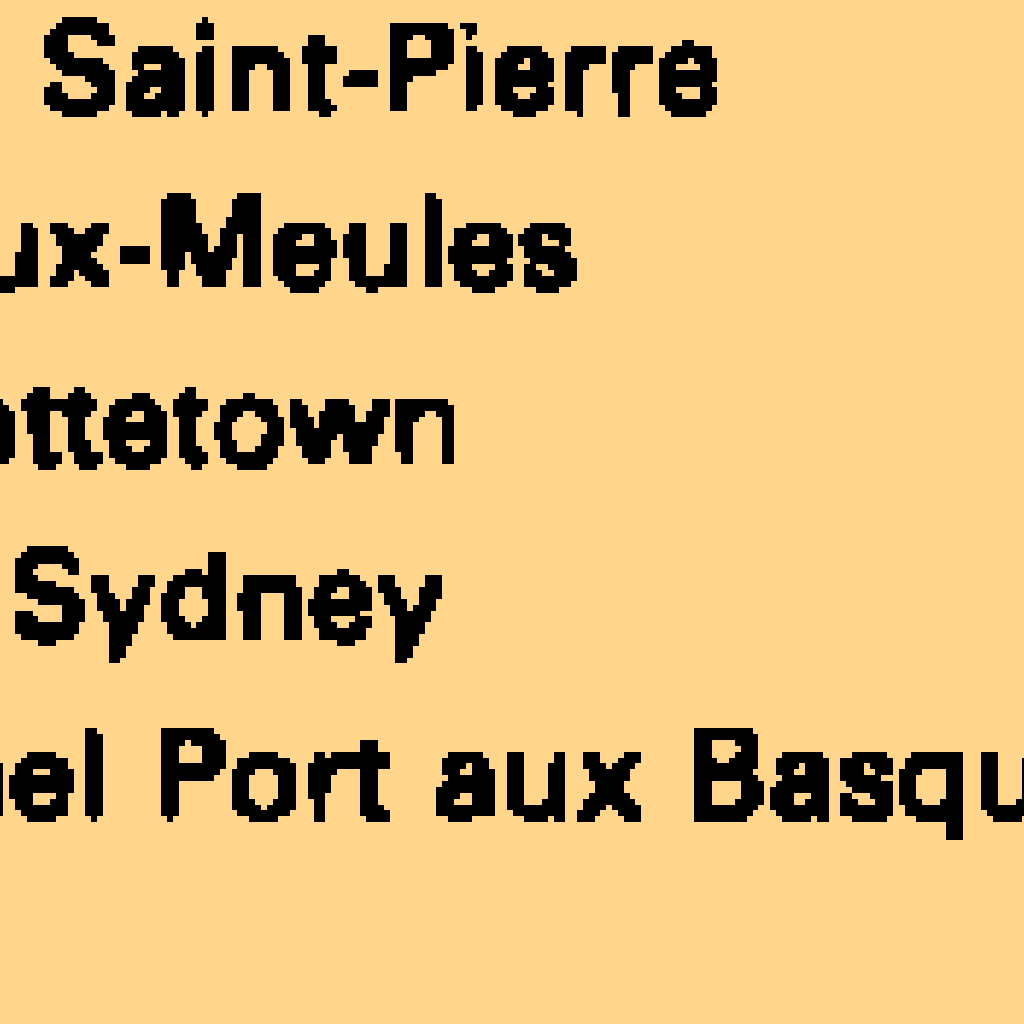 Saint-Pierre
ux-Meules
ttetown
Sydney
el Port aux Basqu